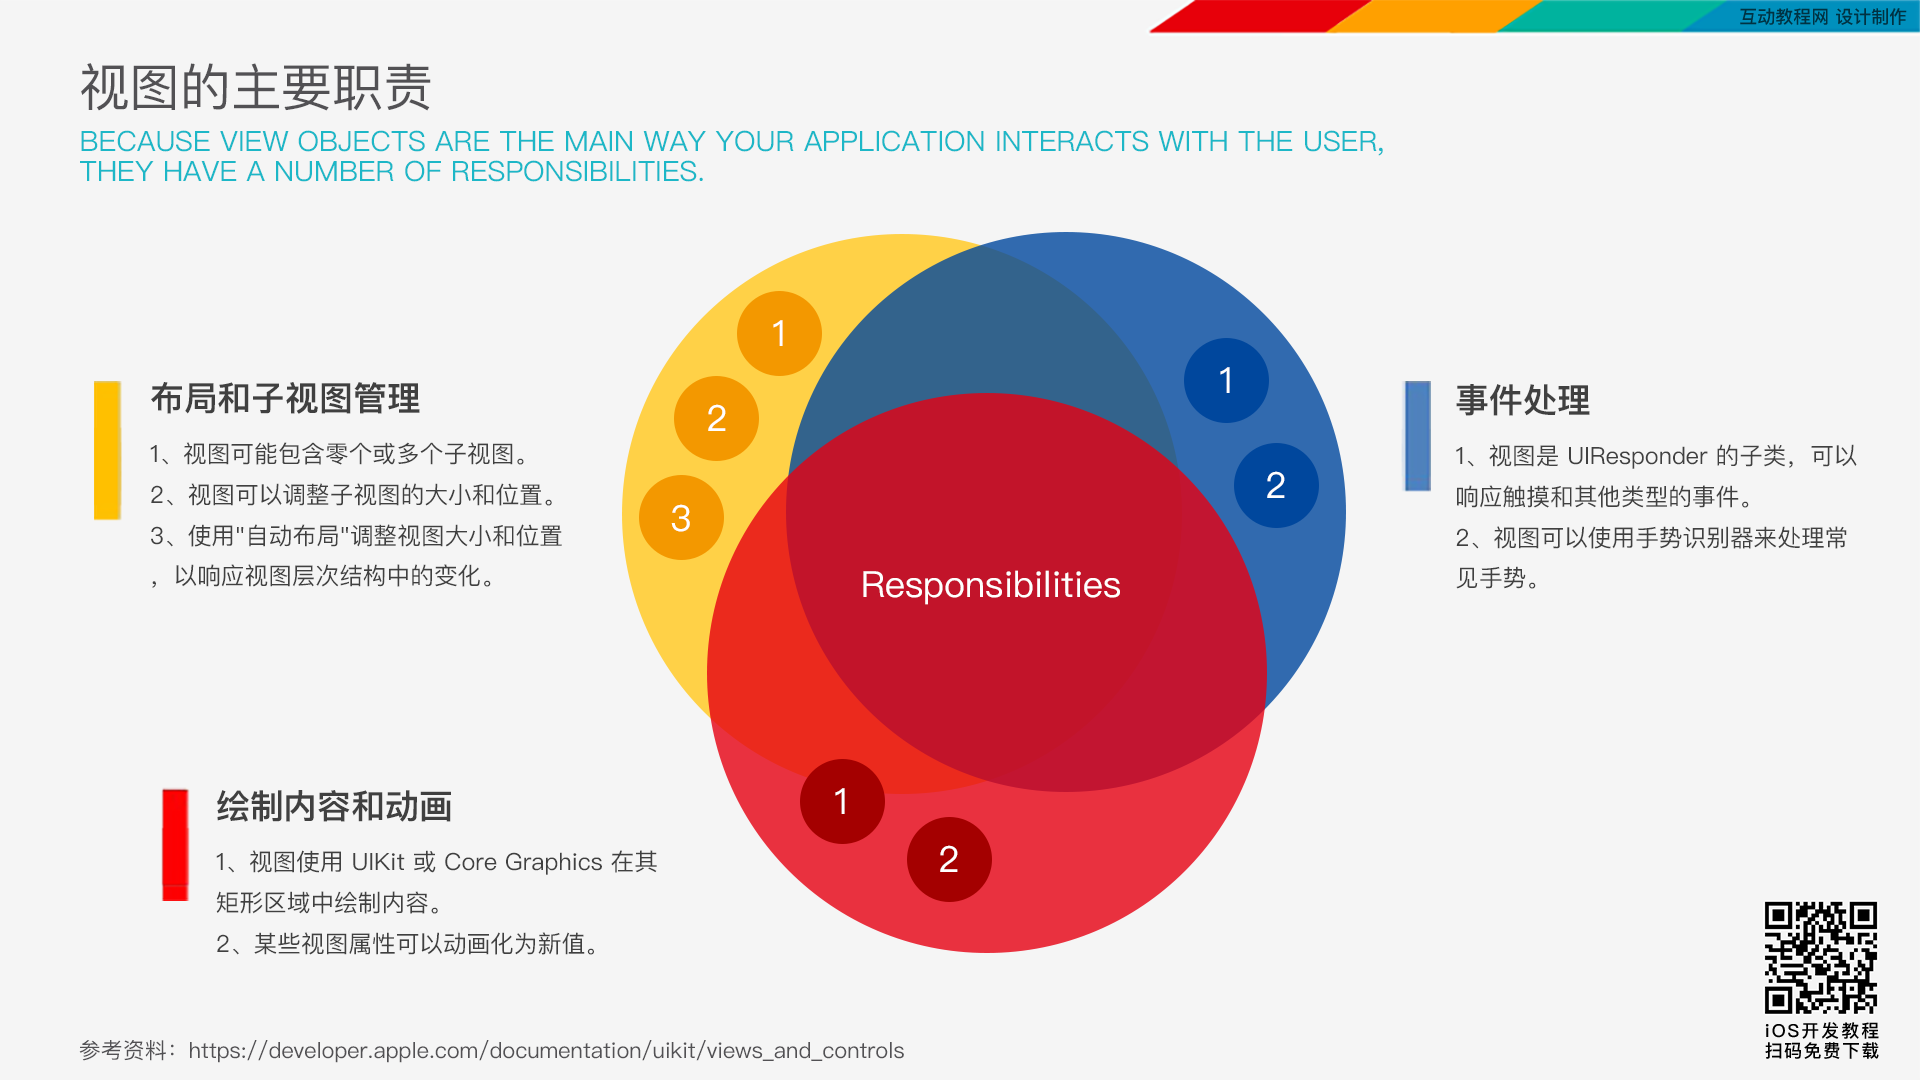 互动教程网 设计制作
视图的主要职责
BECAUSE VIEW OBJECTS ARE THE MAIN WAY YOUR APPLICATION INTERACTS WITH THE USER,
THEY HAVE A NUMBER OF RESPONSIBILITIES.
布局和子视图管理
1、视图可能包含零个或多个子视图。
2、视图可以调整子视图的大小和位置。
3、使用"自动布局"调整视图大小和位置
，以响应视图层次结构中的变化。
1
2
3
1
2
Responsibilities
1
2
事件处理
1、视图是 UIResponder 的子类，可以
响应触摸和其他类型的事件。
2、视图可以使用手势识别器来处理常
见手势。
绘制内容和动画
1、视图使用 UIKit 或 Core Graphics 在其
矩形区域中绘制内容。
2、某些视图属性可以动画化为新值。
iOS开发教程
扫码免费下载
参考资料：https://developer.apple.com/documentation/uikit/views_and_controls